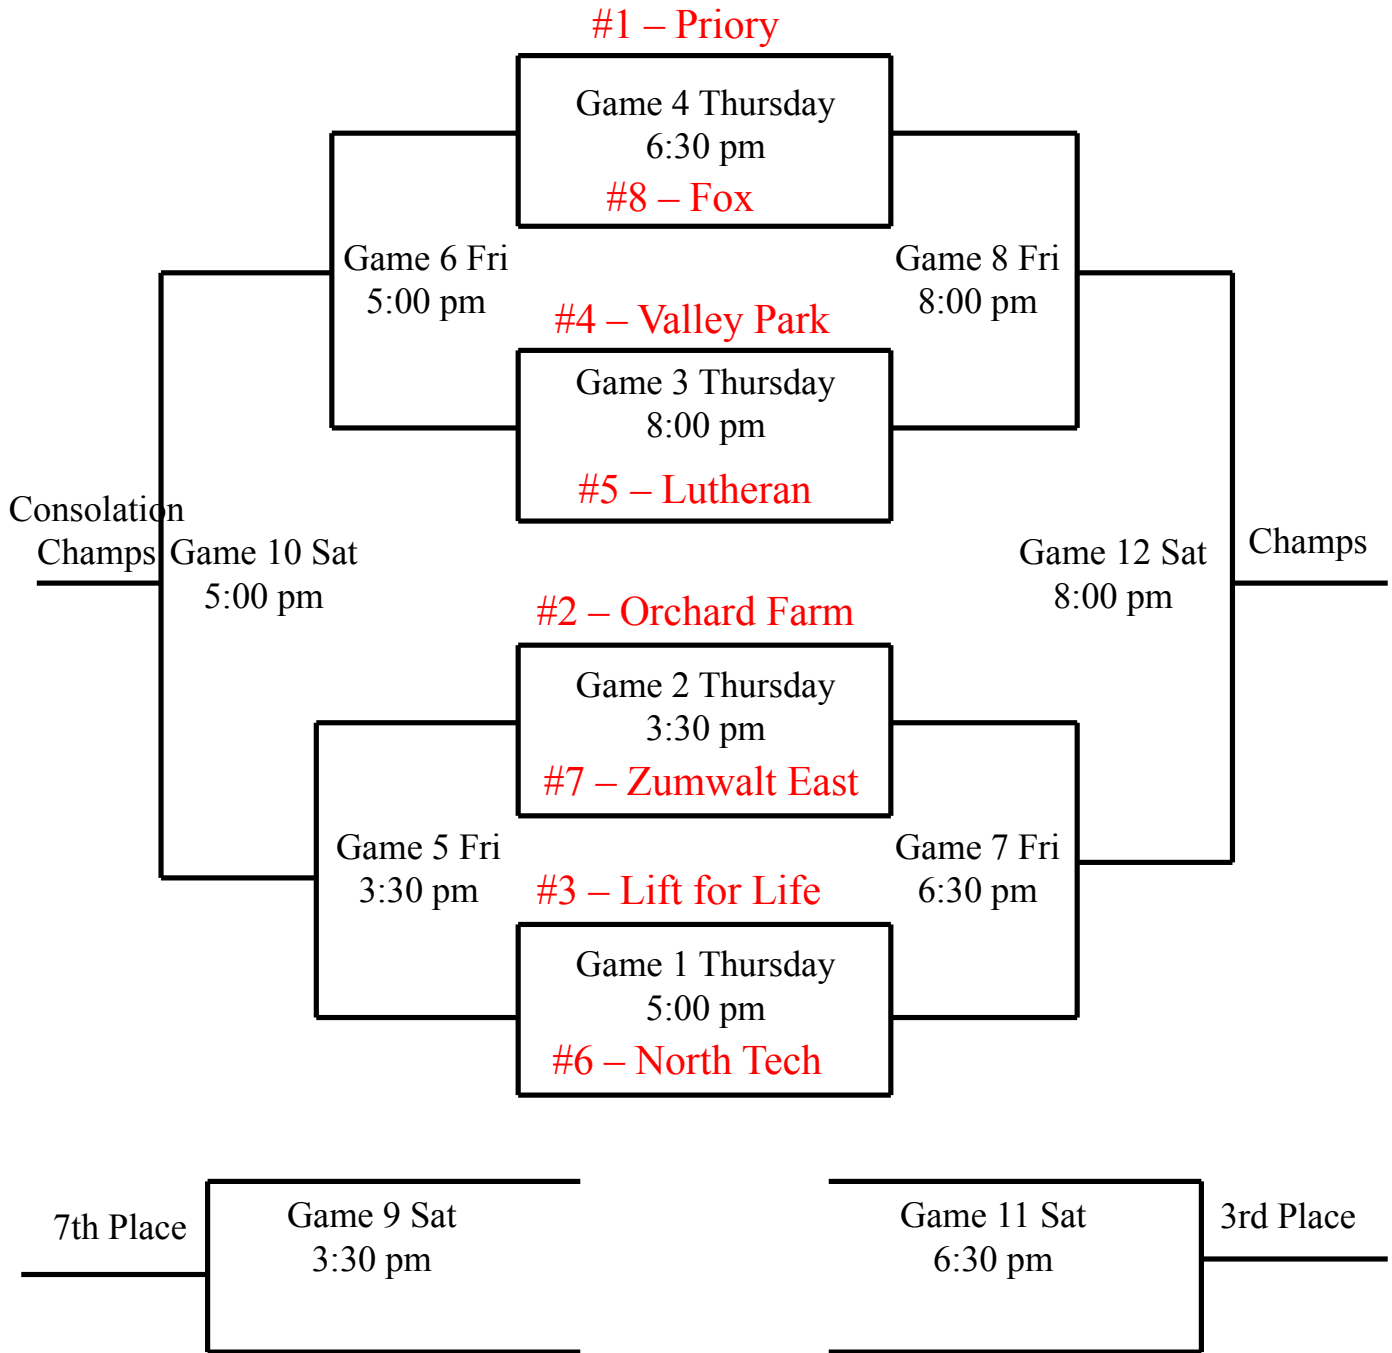 #1 – Priory
Game 4 Thursday
6:30 pm
#8 – Fox
Game 6 Fri
5:00 pm
Game 8 Fri
8:00 pm
#4 – Valley Park
Game 3 Thursday
8:00 pm
#5 – Lutheran
Consolation
Champs
Game 10 Sat
5:00 pm
Game 12 Sat
8:00 pm
Champs
#2 – Orchard Farm
Game 2 Thursday
3:30 pm
#7 – Zumwalt East
Game 5 Fri
3:30 pm
Game 7 Fri
6:30 pm
#3 – Lift for Life
Game 1 Thursday
5:00 pm
#6 – North Tech
7th Place
Game 9 Sat
3:30 pm
Game 11 Sat
6:30 pm
3rd Place